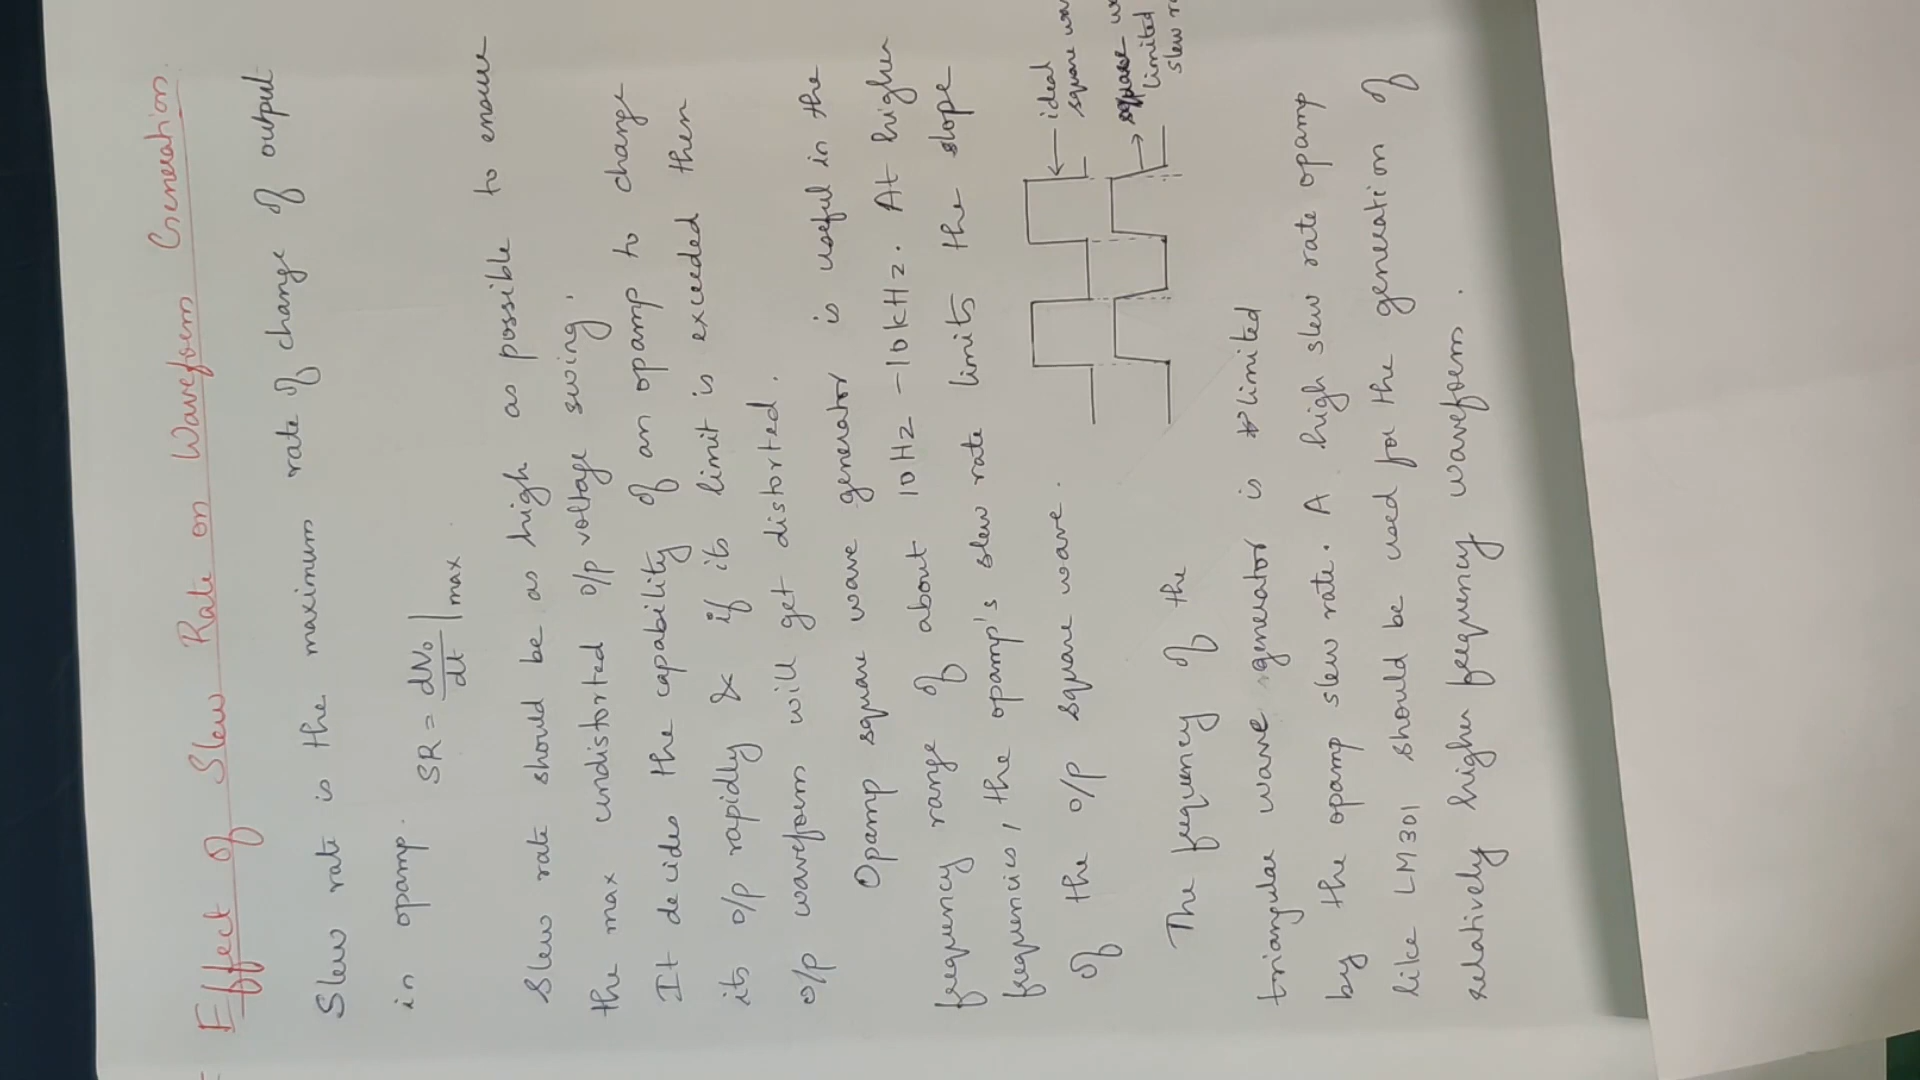 Effect of Slew Rate on Waveform Generation.
Slew rate is the maximum rate of change of output
in opamp. SR = dV₀/dt |max
Slew rate should be as high as possible to ensure
the max undistorted o/p voltage swing.
It decides the capability of an opamp to change
its o/p rapidly & if its limit is exceeded then
o/p waveform will get distorted.
Opamp square wave generator is useful in the
frequency range of about 10Hz - 10kHz. At higher
frequencies, the opamp's slew rate limits the slope
of the o/p square wave.
← ideal
square
→ square
limited
slew
The frequency of the
triangular wave generator is limited
by the opamp slew rate. A high slew rate opamp
like LM301 should be used for the generation of
relatively higher frequency waveform.